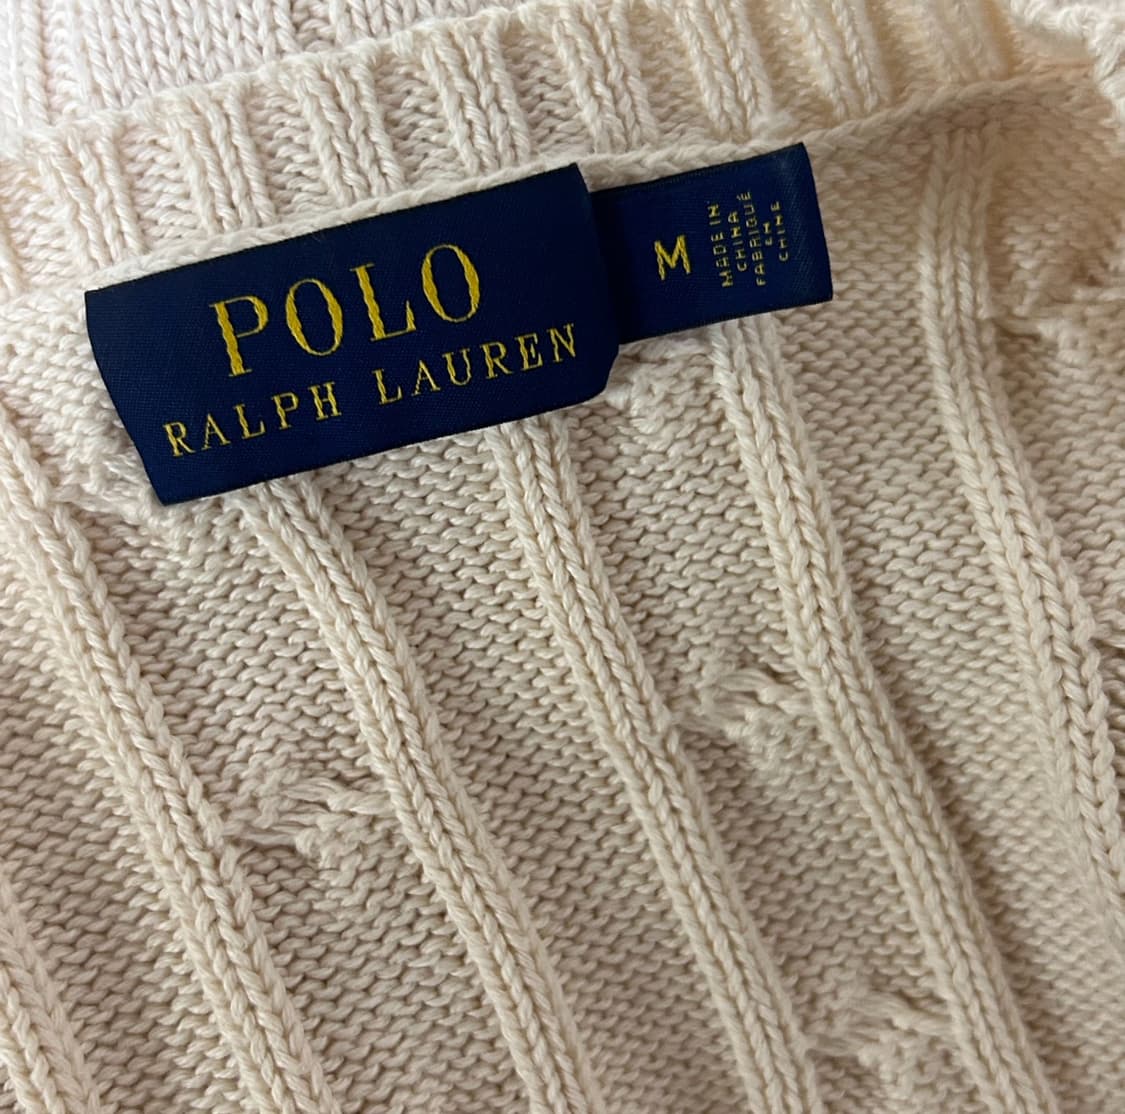 POLO
RALPH LAUREN
M
MADE IN
CHINA
FABRIQUÉ
EN
CHINE